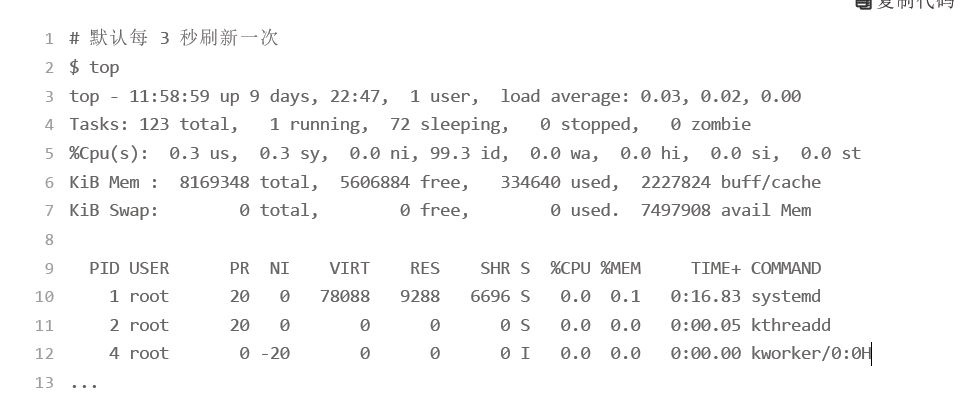 复制代码
1 # 默认每 3 秒刷新一次
2 $ top
3 top - 11:58:59 up 9 days, 22:47,  1 user,  load average: 0.03, 0.02, 0.00
4 Tasks: 123 total,   1 running,  72 sleeping,   0 stopped,   0 zombie
5 %Cpu(s):  0.3 us,  0.3 sy,  0.0 ni, 99.3 id,  0.0 wa,  0.0 hi,  0.0 si,  0.0 st
6 KiB Mem :  8169348 total,  5606884 free,   334640 used,  2227824 buff/cache
7 KiB Swap:        0 total,        0 free,        0 used.  7497908 avail Mem
8
9   PID USER      PR  NI    VIRT    RES    SHR S  %CPU %MEM     TIME+ COMMAND
10     1 root      20   0   78088   9288   6696 S   0.0  0.1   0:16.83 systemd
11     2 root      20   0       0      0      0 S   0.0  0.0   0:00.05 kthreadd
12     4 root       0 -20       0      0      0 I   0.0  0.0   0:00.00 kworker/0:0H
13 ...